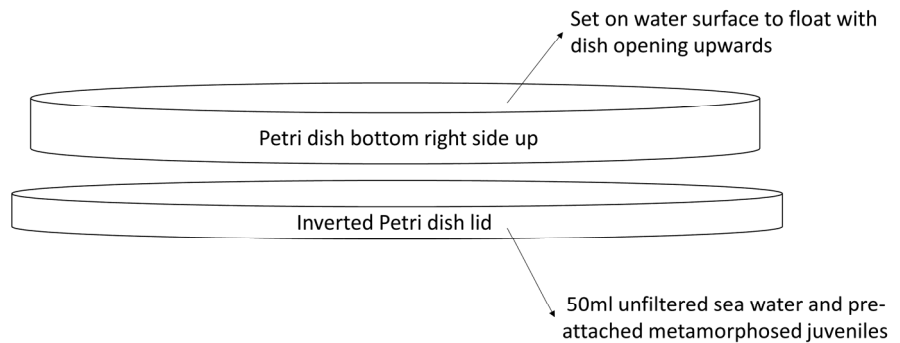 Set on water surface to float with
dish opening upwards
Petri dish bottom right side up
Inverted Petri dish lid
50ml unfiltered sea water and pre-
attached metamorphosed juveniles